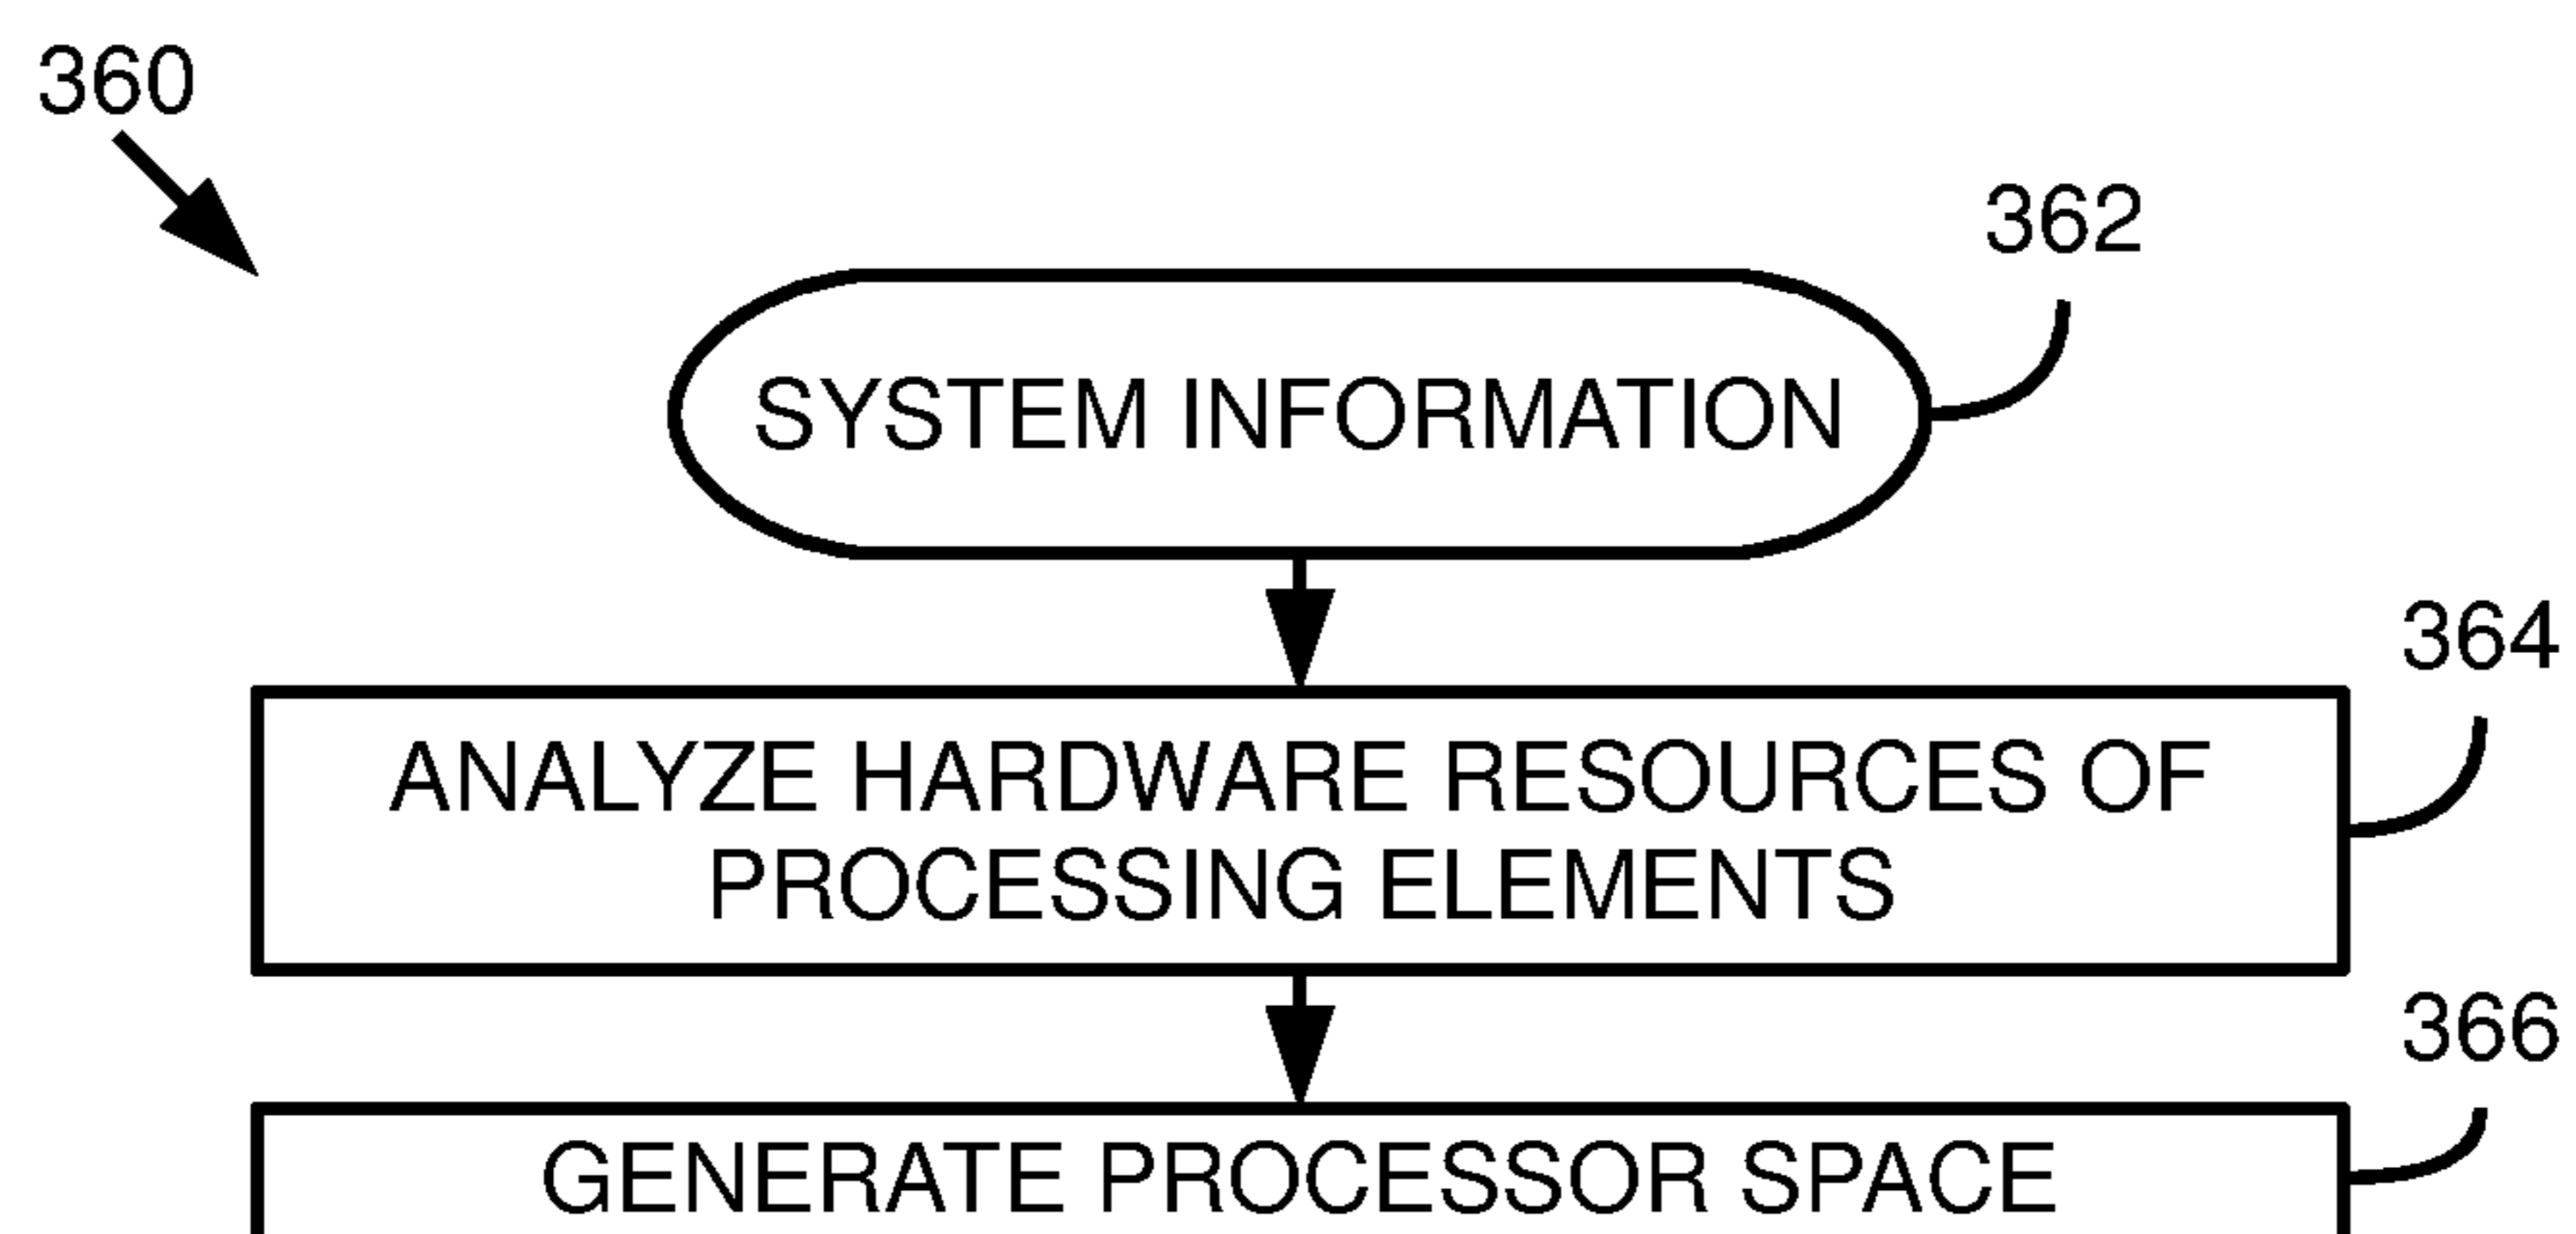 360
362
SYSTEM INFORMATION
364
ANALYZE HARDWARE RESOURCES OF
PROCESSING ELEMENTS
366
GENERATE PROCESSOR SPACE